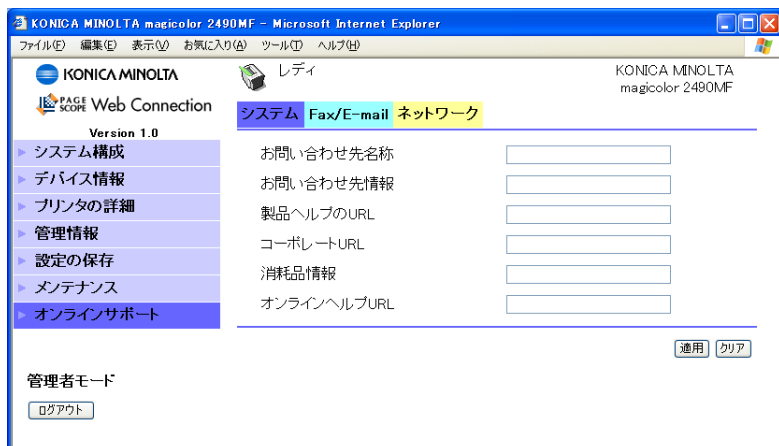 KONICA MINOLTA magicolor 2490MF - Microsoft Internet Explorer
ファイル(F) 編集(E) 表示(V) お気に入り(A) ツール(T) ヘルプ(H)
KONICA MINOLTA
レディ
KONICA MINOLTA
magicolor 2490MF
PAGE SCOPE Web Connection
Version 1.0
システム Fax/E-mail ネットワーク
システム構成
デバイス情報
プリンタの詳細
管理情報
設定の保存
メンテナンス
オンラインサポート
お問い合わせ先名称
お問い合わせ先情報
製品ヘルプのURL
コーポレートURL
消耗品情報
オンラインヘルプURL
適用 クリア
管理者モード
ログアウト